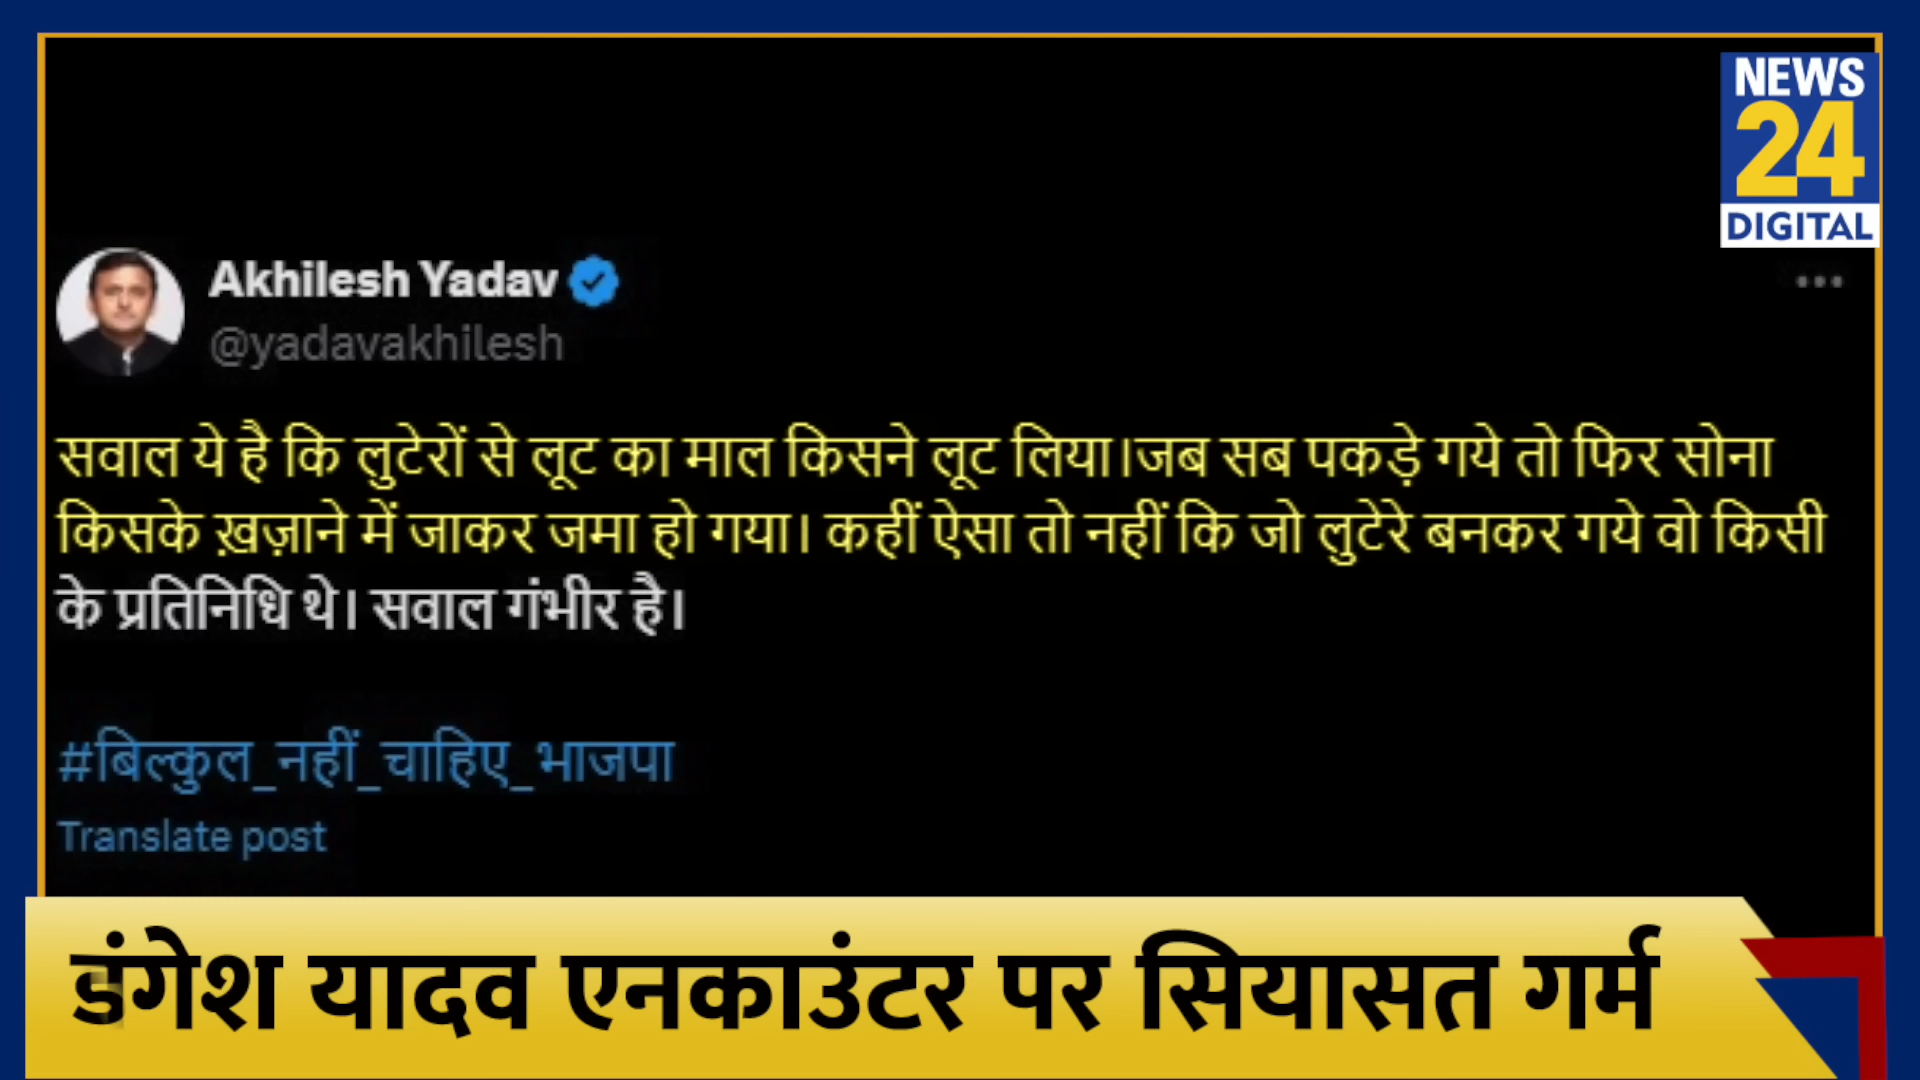 NEWS
24
DIGITAL
Akhilesh Yadav
@yadavakhilesh
सवाल ये है कि लुटेरों से लूट का माल किसने लूट लिया।जब सब पकड़े गये तो फिर सोना
किसके ख़ज़ाने में जाकर जमा हो गया। कहीं ऐसा तो नहीं कि जो लुटेरे बनकर गये वो किसी
के प्रतिनिधि थे। सवाल गंभीर है।
#बिल्कुल_नहीं_चाहिए_भाजपा
Translate post
यादव एनकाउंटर पर सियासत गर्म